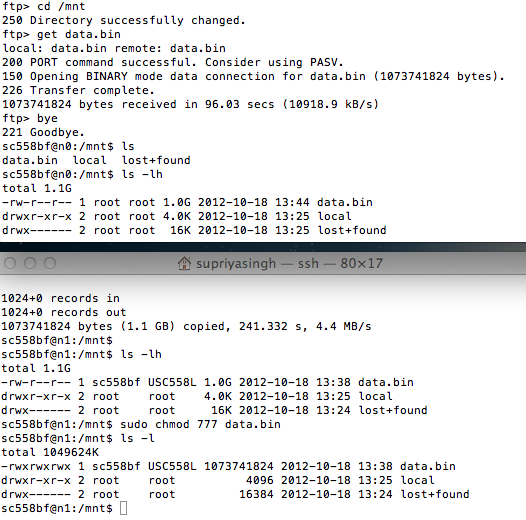 ftp> cd /mnt
250 Directory successfully changed.
ftp> get data.bin
local: data.bin remote: data.bin
200 PORT command successful. Consider using PASV.
150 Opening BINARY mode data connection for data.bin (1073741824 bytes).
226 Transfer complete.
1073741824 bytes received in 96.03 secs (10918.9 kB/s)
ftp> bye
221 Goodbye.
sc558bf@n0:/mnt$ ls
data.bin  local  lost+found
sc558bf@n0:/mnt$ ls -lh
total 1.1G
-rw-r--r-- 1 root root 1.0G 2012-10-18 13:44 data.bin
drwxr-xr-x 2 root root 4.0K 2012-10-18 13:25 local
drwx------ 2 root root  16K 2012-10-18 13:25 lost+found
supriyasingh — ssh — 80×17
1024+0 records in
1024+0 records out
1073741824 bytes (1.1 GB) copied, 241.332 s, 4.4 MB/s
sc558bf@n1:/mnt$
sc558bf@n1:/mnt$ ls -lh
total 1.1G
-rw-r--r-- 1 sc558bf USC558L 1.0G 2012-10-18 13:38 data.bin
drwxr-xr-x 2 root    root    4.0K 2012-10-18 13:25 local
drwx------ 2 root    root     16K 2012-10-18 13:24 lost+found
sc558bf@n1:/mnt$ sudo chmod 777 data.bin
sc558bf@n1:/mnt$ ls -l
total 1049624K
-rwxrwxrwx 1 sc558bf USC558L 1073741824 2012-10-18 13:38 data.bin
drwxr-xr-x 2 root    root          4096 2012-10-18 13:25 local
drwx------ 2 root    root         16384 2012-10-18 13:24 lost+found
sc558bf@n1:/mnt$